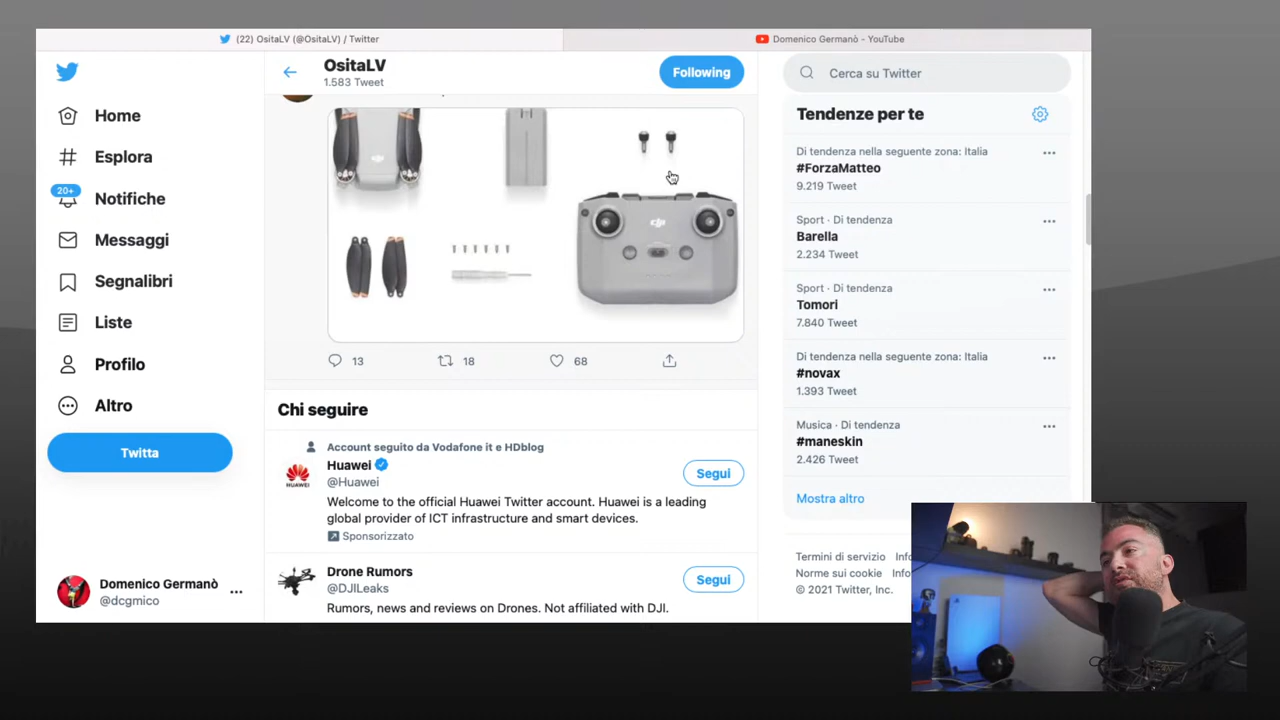 (22) OsitaLV (@OsitaLV) / Twitter
Domenico Germanò - YouTube
OsitaLV
1.583 Tweet
Following
Cerca su Twitter
Home
Esplora
20+
Notifiche
Messaggi
Segnalibri
Liste
Profilo
Altro
Twitta
Domenico Germanò
@dcgmico
dji
13
18
68
Chi seguire
Account seguito da Vodafone it e HDblog
Huawei
@Huawei
HUAWEI
Segui
Welcome to the official Huawei Twitter account. Huawei is a leading
global provider of ICT infrastructure and smart devices.
Sponsorizzato
Drone Rumors
@DJILeaks
Segui
Rumors, news and reviews on Drones. Not affiliated with DJI.
Tendenze per te
Di tendenza nella seguente zona: Italia
#ForzaMatteo
9.219 Tweet
Sport · Di tendenza
Barella
2.234 Tweet
Sport · Di tendenza
Tomori
7.840 Tweet
Di tendenza nella seguente zona: Italia
#novax
1.393 Tweet
Musica · Di tendenza
#maneskin
2.426 Tweet
Mostra altro
Termini di servizio
Norme sui cookie
© 2021 Twitter, Inc.